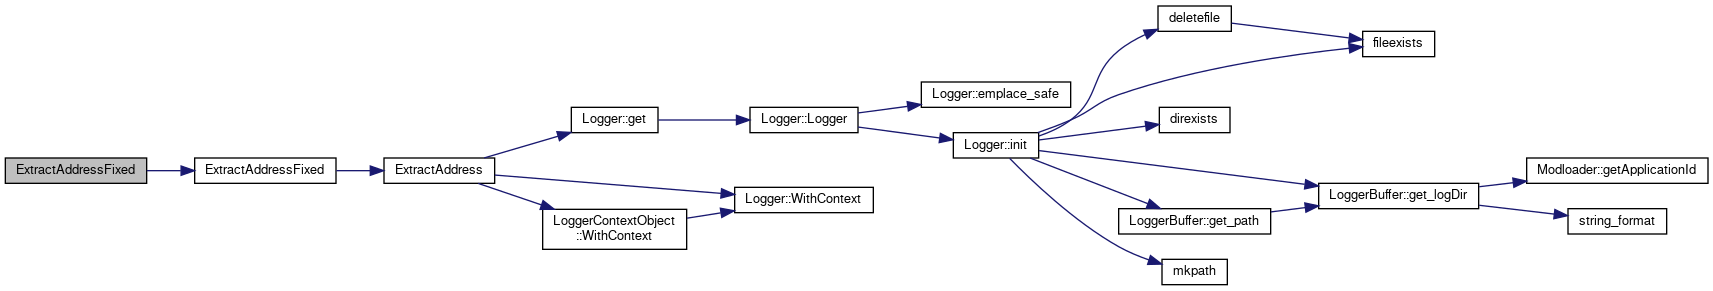 ExtractAddressFixed
ExtractAddressFixed
ExtractAddress
Logger::get
LoggerContextObject
::WithContext
Logger::Logger
Logger::WithContext
Logger::emplace_safe
Logger::init
deletefile
fileexists
direxists
LoggerBuffer::get_path
mkpath
LoggerBuffer::get_logDir
Modloader::getApplicationId
string_format